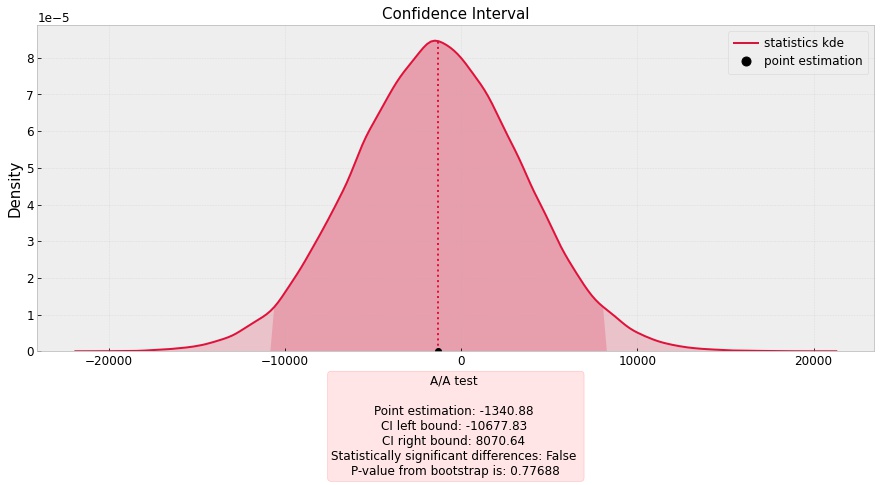 Confidence Interval
1e−5
statistics kde
point estimation
8
7
6
5
4
3
2
1
0
Density
−20000
−10000
0
10000
20000
A/A test
Point estimation: -1340.88
CI left bound: -10677.83
CI right bound: 8070.64
Statistically significant differences: False
P-value from bootstrap is: 0.77688